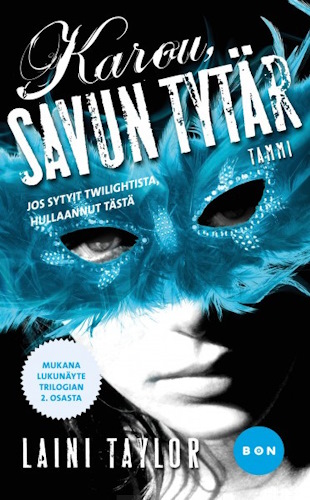 Karou,
SAVUN TYTÄR
TAMMI
JOS SYTYIT TWILIGHTISTA,
HULLAANNUT TÄSTÄ
MUKANA
LUKUNÄYTE
TRILOGIAN
2. OSASTA
LAINI TAYLOR
BON